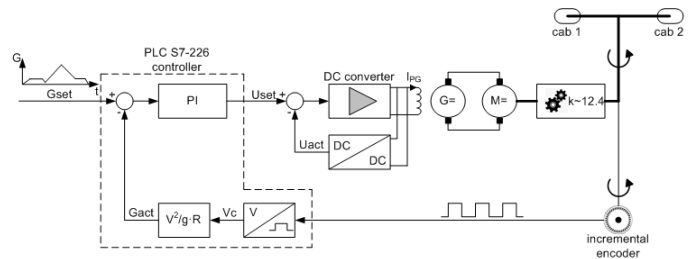 cab 1
cab 2
PLC S7-226
controller
G
t
Gset
+
-
PI
Uset
+
-
DC converter
I_PG
G=
M=
k~12.4
Uact
DC
DC
Gact
V²/g·R
Vc
V
incremental
encoder